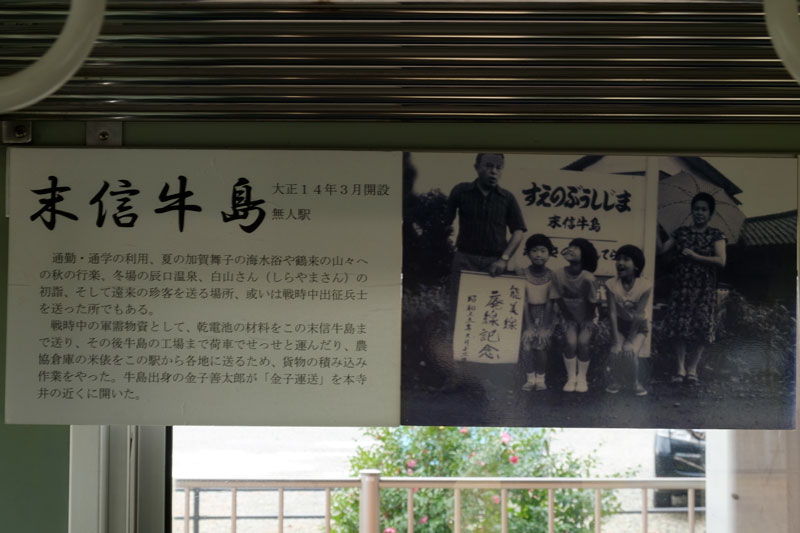 末信牛島
大正14年3月開設
無人駅
通勤・通学の利用、夏の加賀舞子の海水浴や鶴来の山々へ
の秋の行楽、冬場の辰口温泉、白山さん(しらやまさん)の
初詣、そして遠来の珍客を送る場所、或いは戦時中出征兵士
を送った所でもある。
戦時中の軍需物資として、乾電池の材料をこの末信牛島ま
で送り、その後牛島の工場まで荷車でせっせと運んだり、農
協倉庫の米俵をこの駅から各地に送るため、貨物の積み込み
作業をやった。牛島出身の金子善太郎が「金子運送」を本寺
井の近くに開いた。
すえのぶうししま
末信牛島
能美線
廃線記念